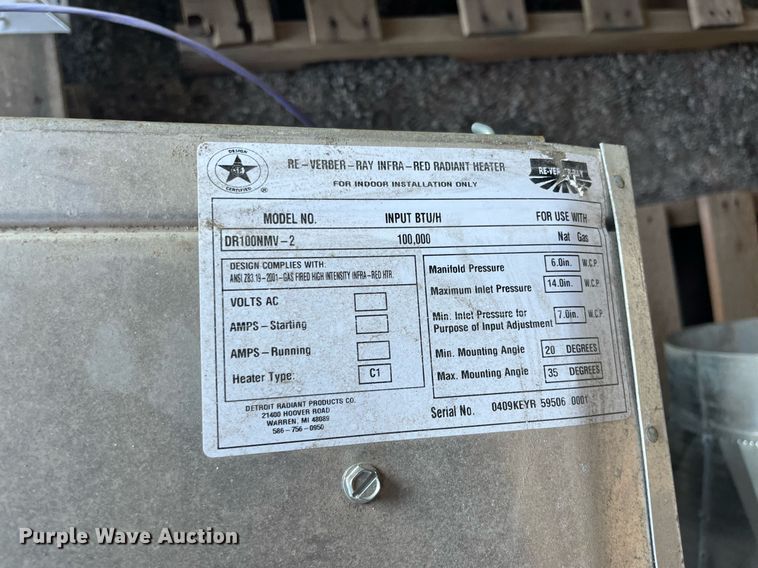 DESIGN
CERTIFIED
®
RE-VERBER-RAY INFRA-RED RADIANT HEATER
FOR INDOOR INSTALLATION ONLY
MODEL NO. INPUT BTU/H FOR USE WITH
DR100NMV-2 100,000 Nat Gas
DESIGN COMPLIES WITH:
ANSI Z83.19-2001-GAS FIRED HIGH INTENSITY INFRA-RED HTR.
VOLTS AC
AMPS-Starting
AMPS-Running
Heater Type: C1
Manifold Pressure 6.0in. W.C.P.
Maximum Inlet Pressure 14.0in. W.C.P.
Min. Inlet Pressure for
Purpose of Input Adjustment 7.0in. W.C.P.
Min. Mounting Angle 20 DEGREES
Max. Mounting Angle 35 DEGREES
DETROIT RADIANT PRODUCTS CO.
21400 HOOVER ROAD
WARREN, MI 48089
586-756-0950
Serial No. 0409KEYR 59506 0001
Purple Wave Auction